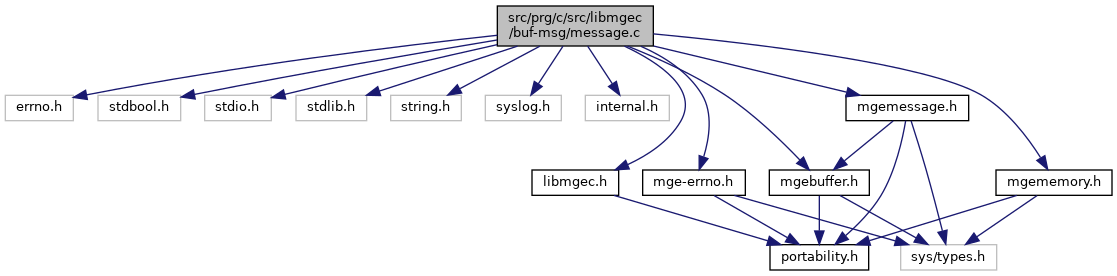 src/prg/c/src/libmgec
/buf-msg/message.c
errno.h
stdbool.h
stdio.h
stdlib.h
string.h
syslog.h
internal.h
mgemessage.h
libmgec.h
mge-errno.h
mgebuffer.h
mgememory.h
portability.h
sys/types.h